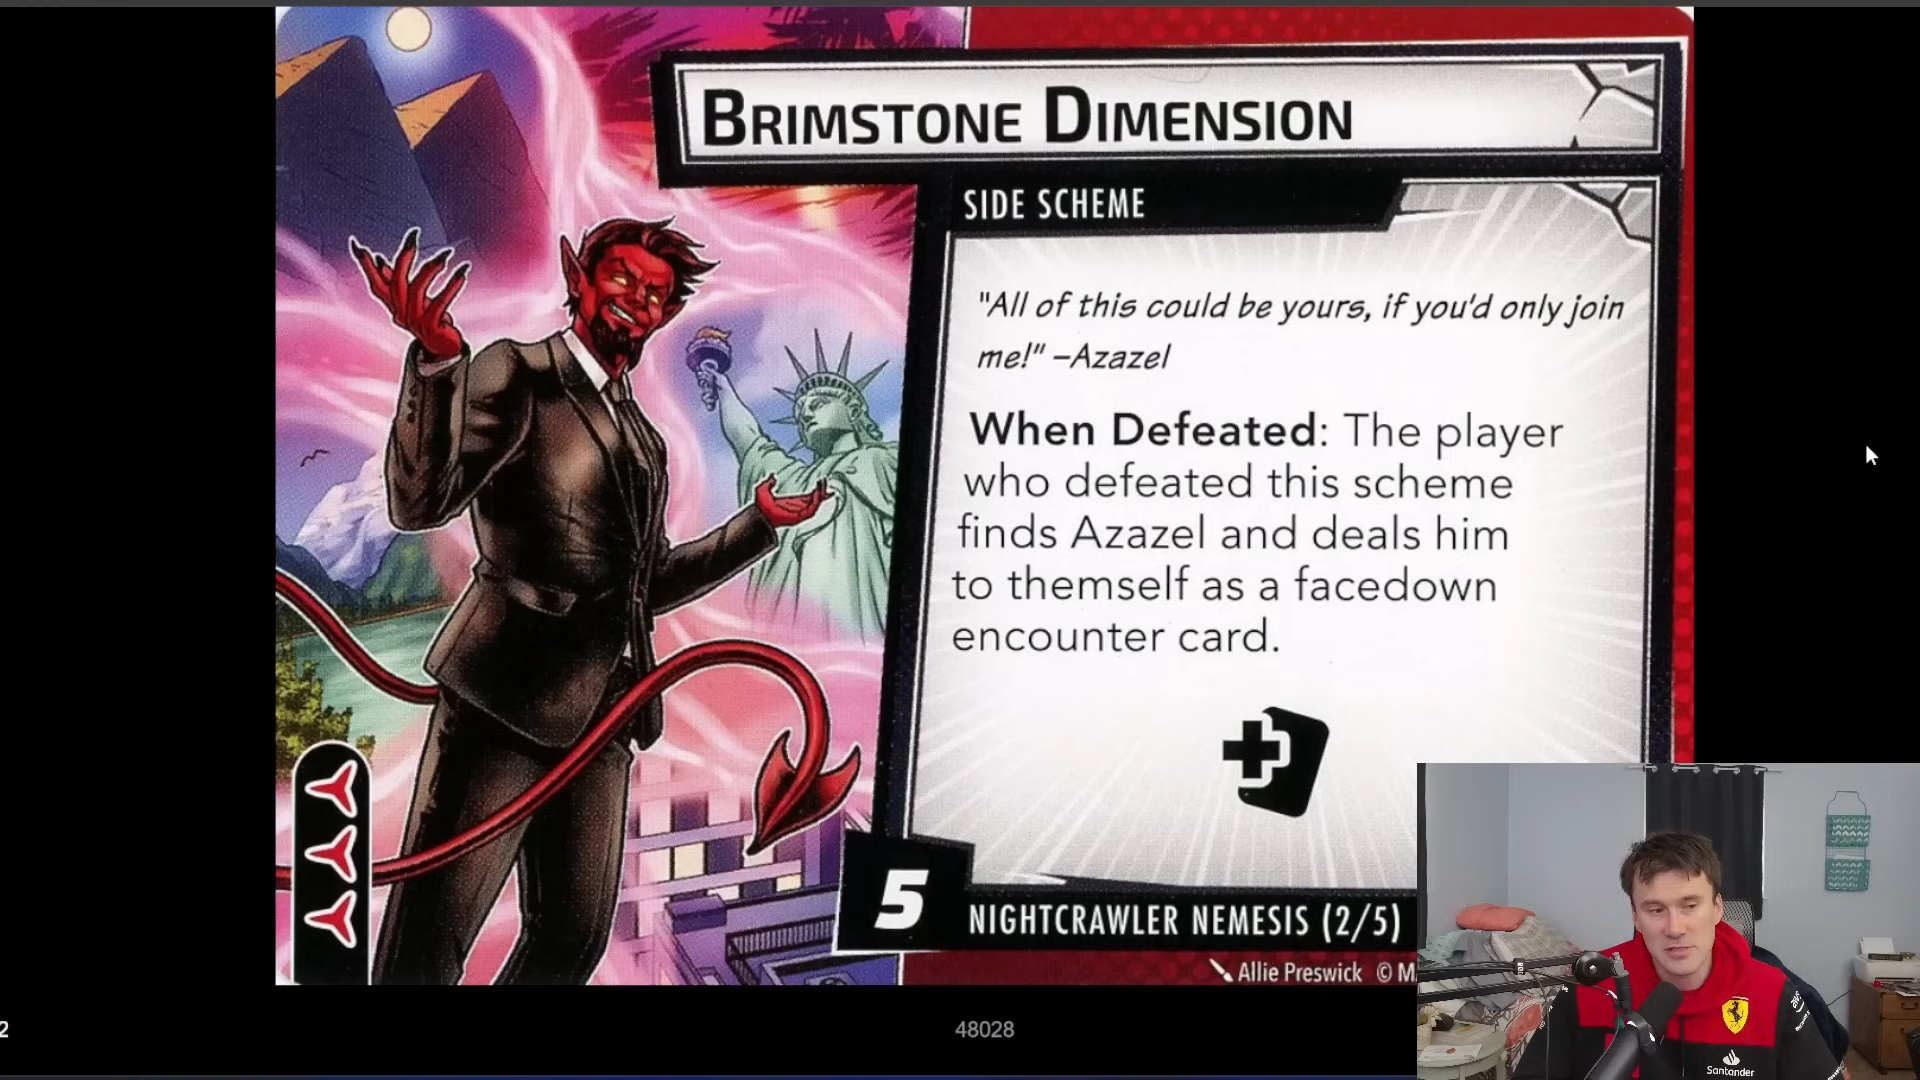 BRIMSTONE DIMENSION
SIDE SCHEME
"All of this could be yours, if you'd only join
me!" –Azazel
When Defeated: The player
who defeated this scheme
finds Azazel and deals him
to themself as a facedown
encounter card.
5
NIGHTCRAWLER NEMESIS (2/5)
Allie Preswick © M
2
48028
Santander